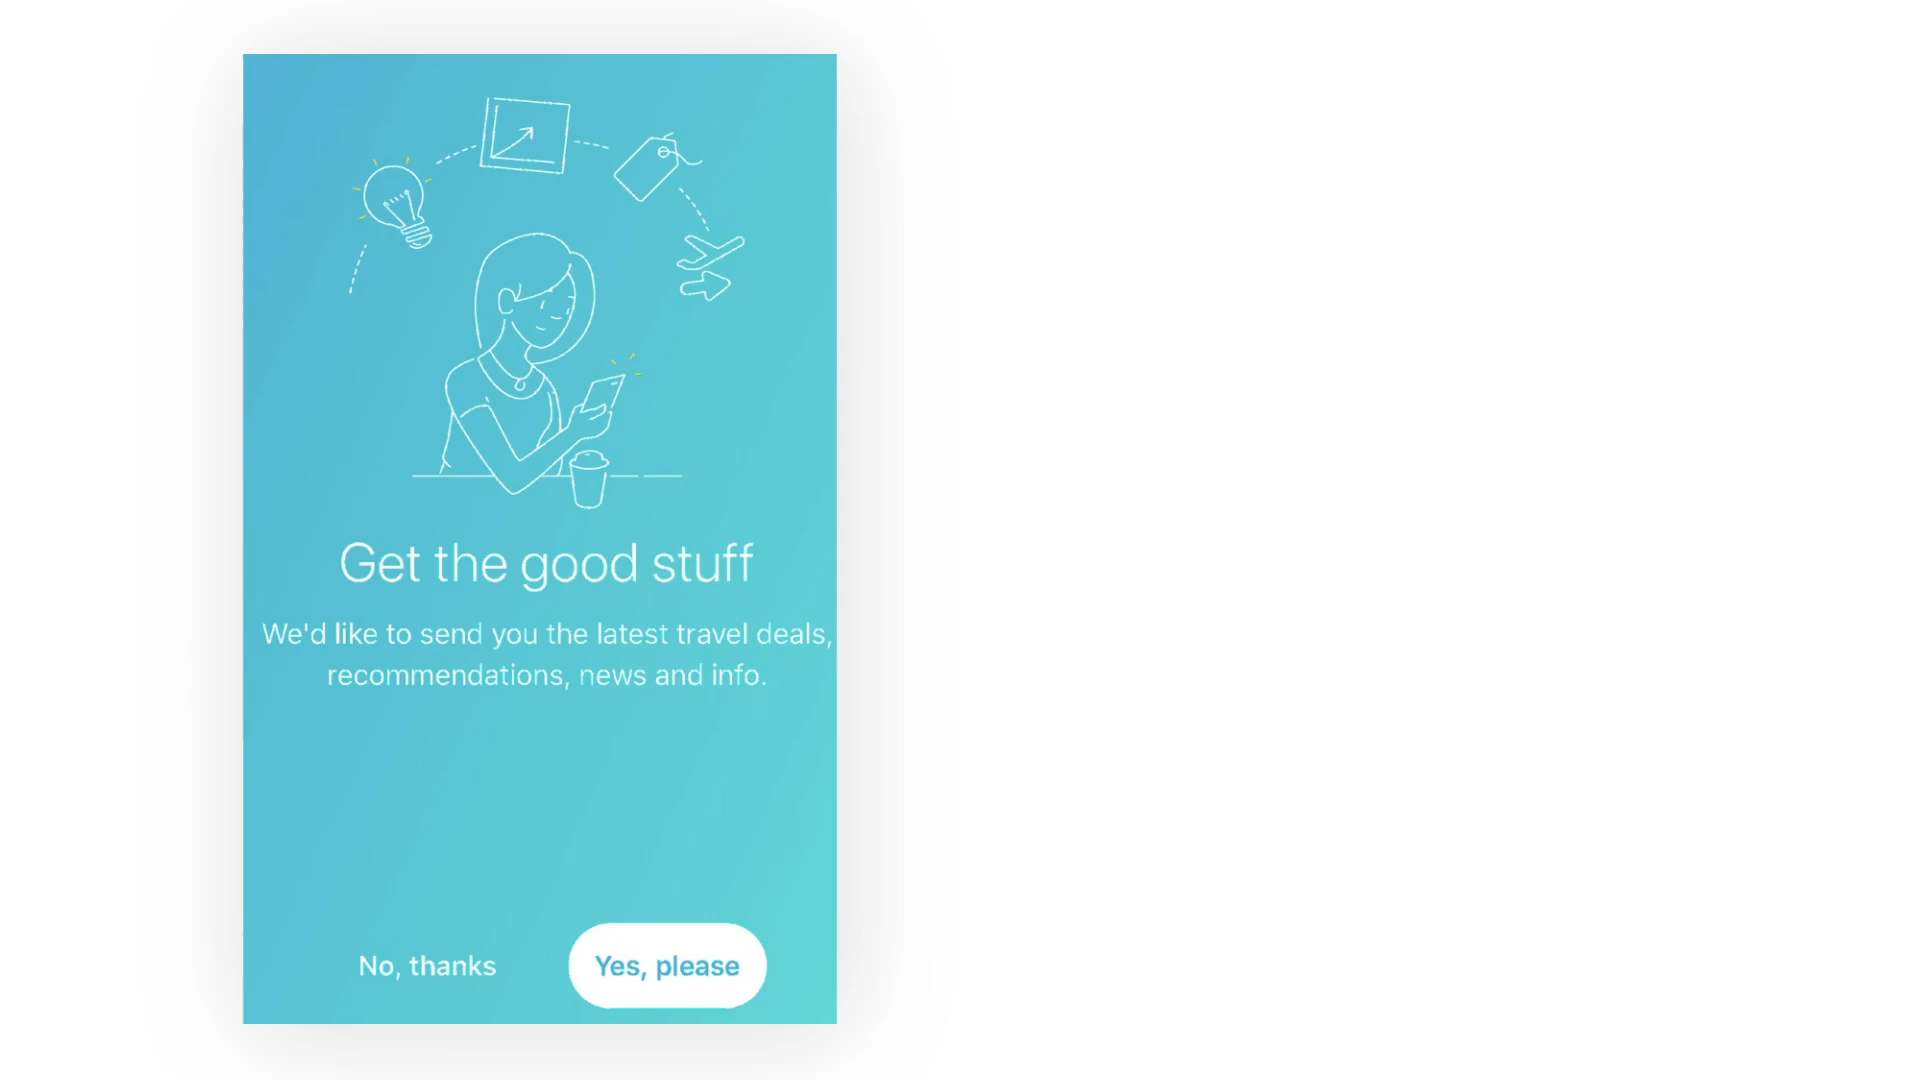 Get the good stuff
We'd like to send you the latest travel deals,
recommendations, news and info.
No, thanks
Yes, please